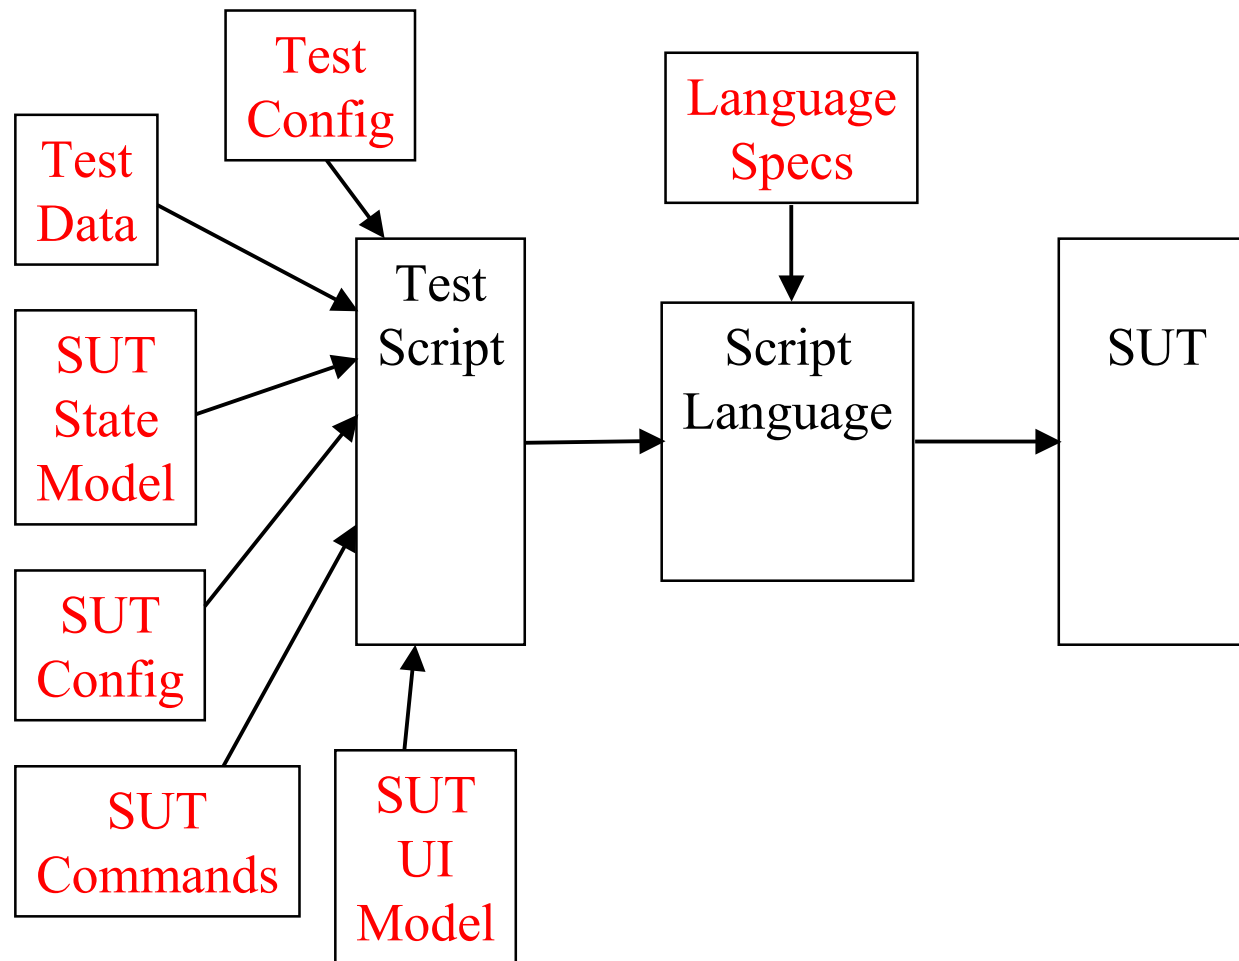 Test
Config
Language
Specs
Test
Data
Test
Script
SUT
State
Model
Script
Language
SUT
SUT
Config
SUT
Commands
SUT
UI
Model